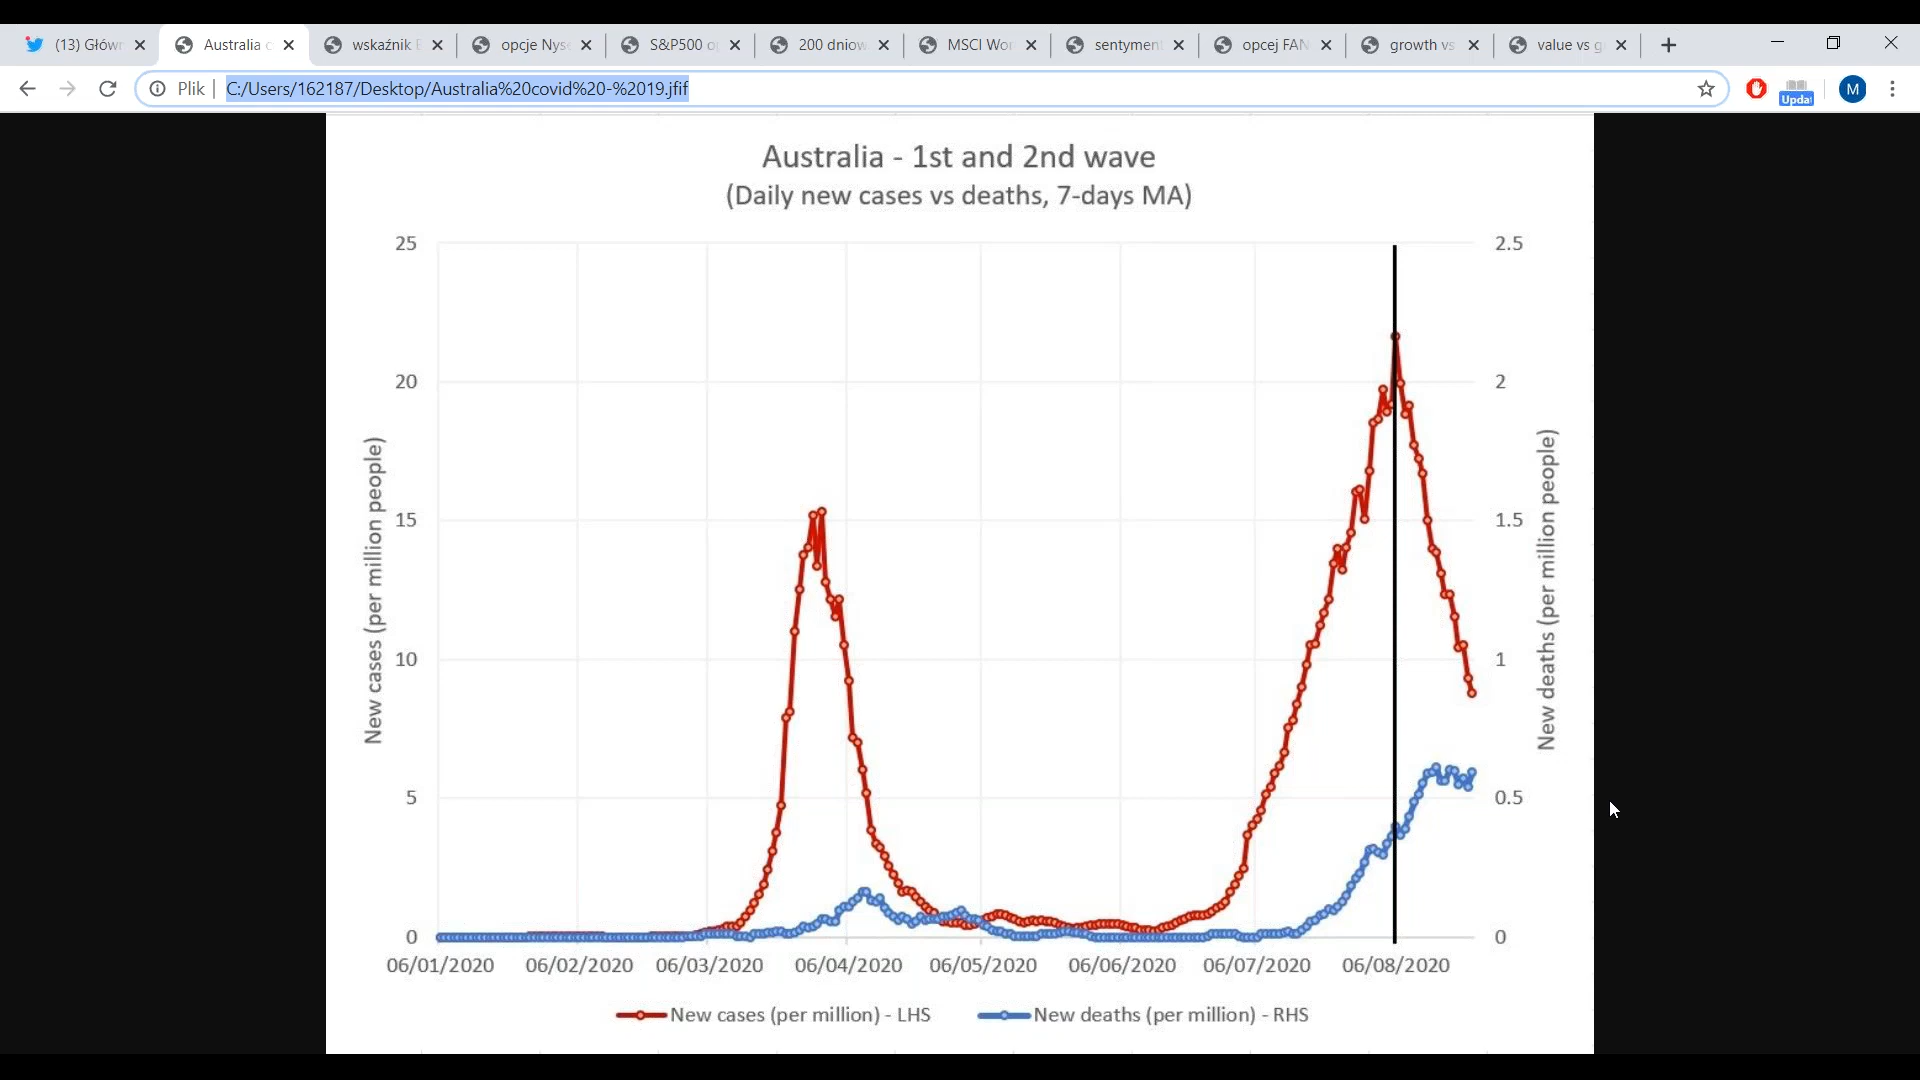 (13) Główn
Australia c
wskaźnik B
opcje Nyse
S&P500 o
200 dniow
MSCI Wor
sentyment
opcej FAN
growth vs
value vs g
Plik
C:/Users/162187/Desktop/Australia%20covid%20-%2019.jfif
Upda
M
Australia - 1st and 2nd wave
(Daily new cases vs deaths, 7-days MA)
25
20
15
10
5
0
New cases (per million people)
2.5
2
1.5
1
0.5
0
New deaths (per million people)
06/01/2020 06/02/2020 06/03/2020 06/04/2020 06/05/2020 06/06/2020 06/07/2020 06/08/2020
New cases (per million) - LHS New deaths (per million) - RHS